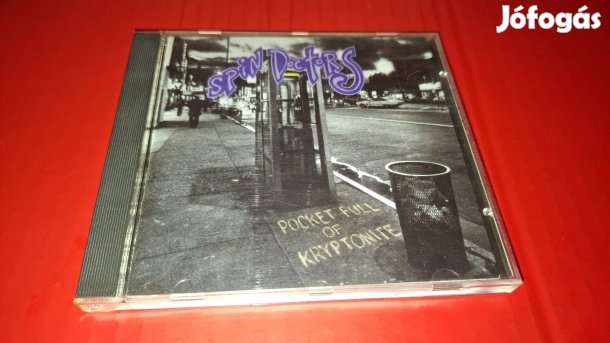 Jófogás
SPIN DOCTORS
POCKET FULL
OF
KRYPTONITE